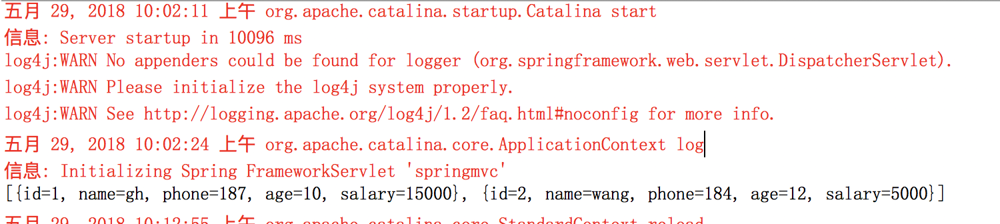 五月 29, 2018 10:02:11 上午 org.apache.catalina.startup.Catalina start
信息: Server startup in 10096 ms
log4j:WARN No appenders could be found for logger (org.springframework.web.servlet.DispatcherServlet).
log4j:WARN Please initialize the log4j system properly.
log4j:WARN See http://logging.apache.org/log4j/1.2/faq.html#noconfig for more info.
五月 29, 2018 10:02:24 上午 org.apache.catalina.core.ApplicationContext log
信息: Initializing Spring FrameworkServlet 'springmvc'
[{id=1, name=gh, phone=187, age=10, salary=15000}, {id=2, name=wang, phone=184, age=12, salary=5000}]
五月 29, 2018 10:12:55 上午 org.apache.catalina.core.StandardContext reload